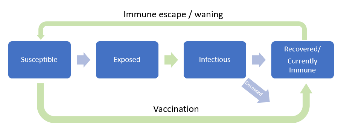 Immune escape / waning
Susceptible
Exposed
Infectious
Recovered/
Currently
Immune
Vaccination